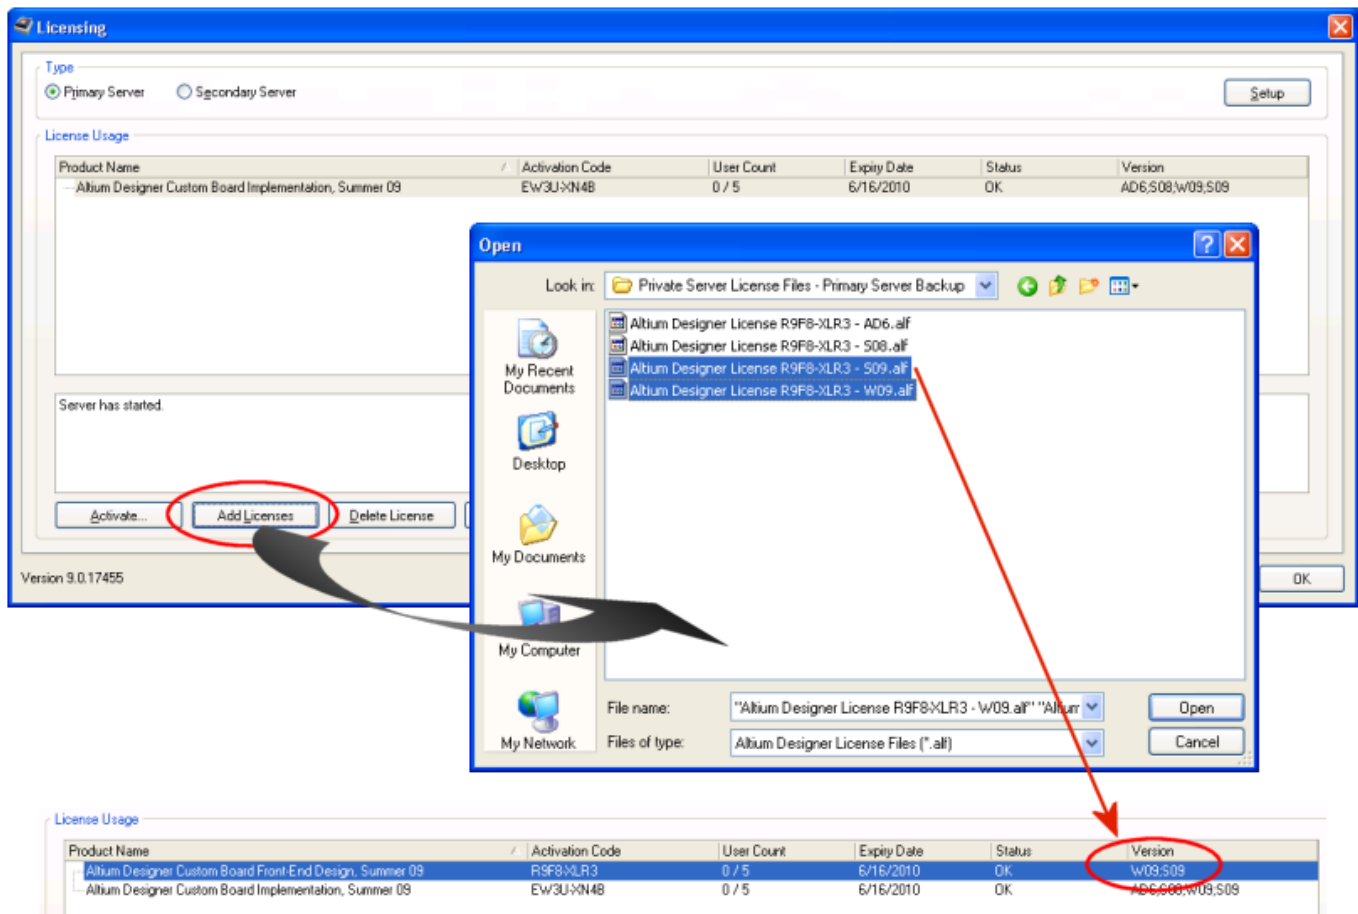 Licensing
Type
Primary Server Secondary Server Setup
License Usage
Product Name Activation Code User Count Expiry Date Status Version
Altium Designer Custom Board Implementation, Summer 09 EW3U-XN4B 0 / 5 6/16/2010 OK AD6;S08;W09;S09
Open
Look in: Private Server License Files - Primary Server Backup
Altium Designer License R9F8-XLR3 - AD6.alf
Altium Designer License R9F8-XLR3 - S08.alf
Altium Designer License R9F8-XLR3 - S09.alf
Altium Designer License R9F8-XLR3 - W09.alf
My Recent
Documents
Desktop
My Documents
My Computer
My Network
Server has started.
Activate... Add Licenses Delete License
Version 9.0.17455 OK
File name: "Altium Designer License R9F8-XLR3 - W09.alf" "Altium
Open
Files of type: Altium Designer License Files (*.alf)
Cancel
License Usage
Product Name Activation Code User Count Expiry Date Status Version
Altium Designer Custom Board Front-End Design, Summer 09 R9F8-XLR3 0 / 5 6/16/2010 OK W09;S09
Altium Designer Custom Board Implementation, Summer 09 EW3U-XN4B 0 / 5 6/16/2010 OK AD6;S08;W09;S09